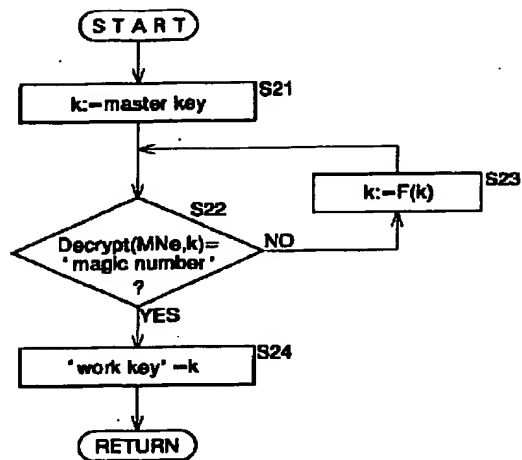 START
S21
k:=master key
S23
k:=F(k)
S22
NO
Decrypt(MNe,k)=
"magic number"
?
YES
S24
"work key"=k
RETURN